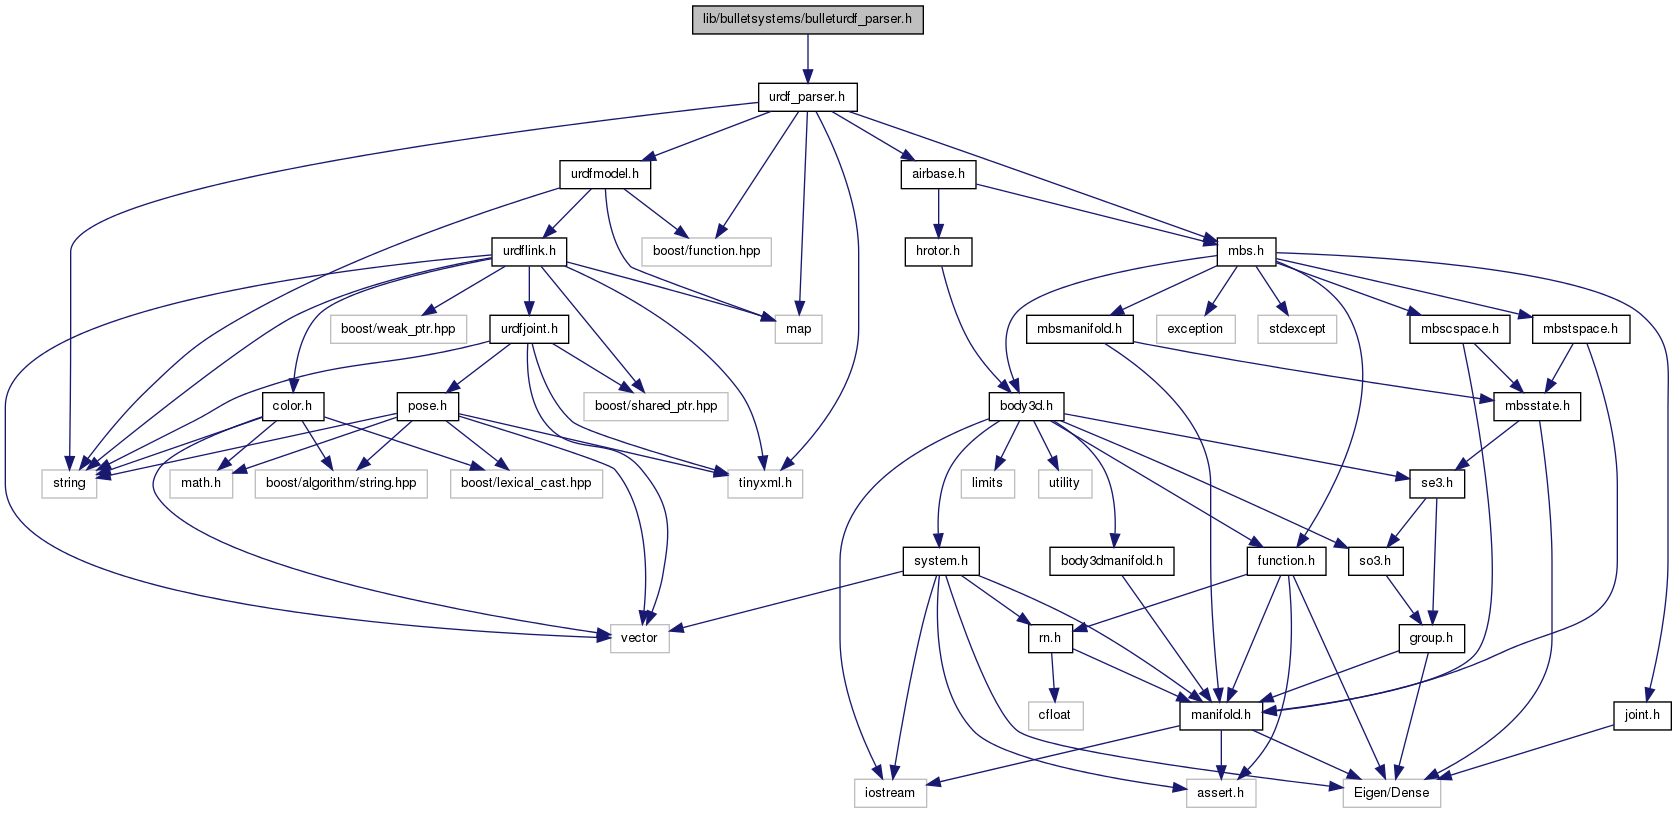 lib/bulletsystems/bulleturdf_parser.h
urdf_parser.h
urdfmodel.h
airbase.h
urdflink.h
boost/function.hpp
hrotor.h
mbs.h
boost/weak_ptr.hpp
urdfjoint.h
map
mbsmanifold.h
exception
stdexcept
mbscspace.h
mbstspace.h
color.h
pose.h
boost/shared_ptr.hpp
body3d.h
mbsstate.h
string
math.h
boost/algorithm/string.hpp
boost/lexical_cast.hpp
tinyxml.h
limits
utility
se3.h
system.h
body3dmanifold.h
function.h
so3.h
vector
rn.h
group.h
cfloat
manifold.h
joint.h
iostream
assert.h
Eigen/Dense